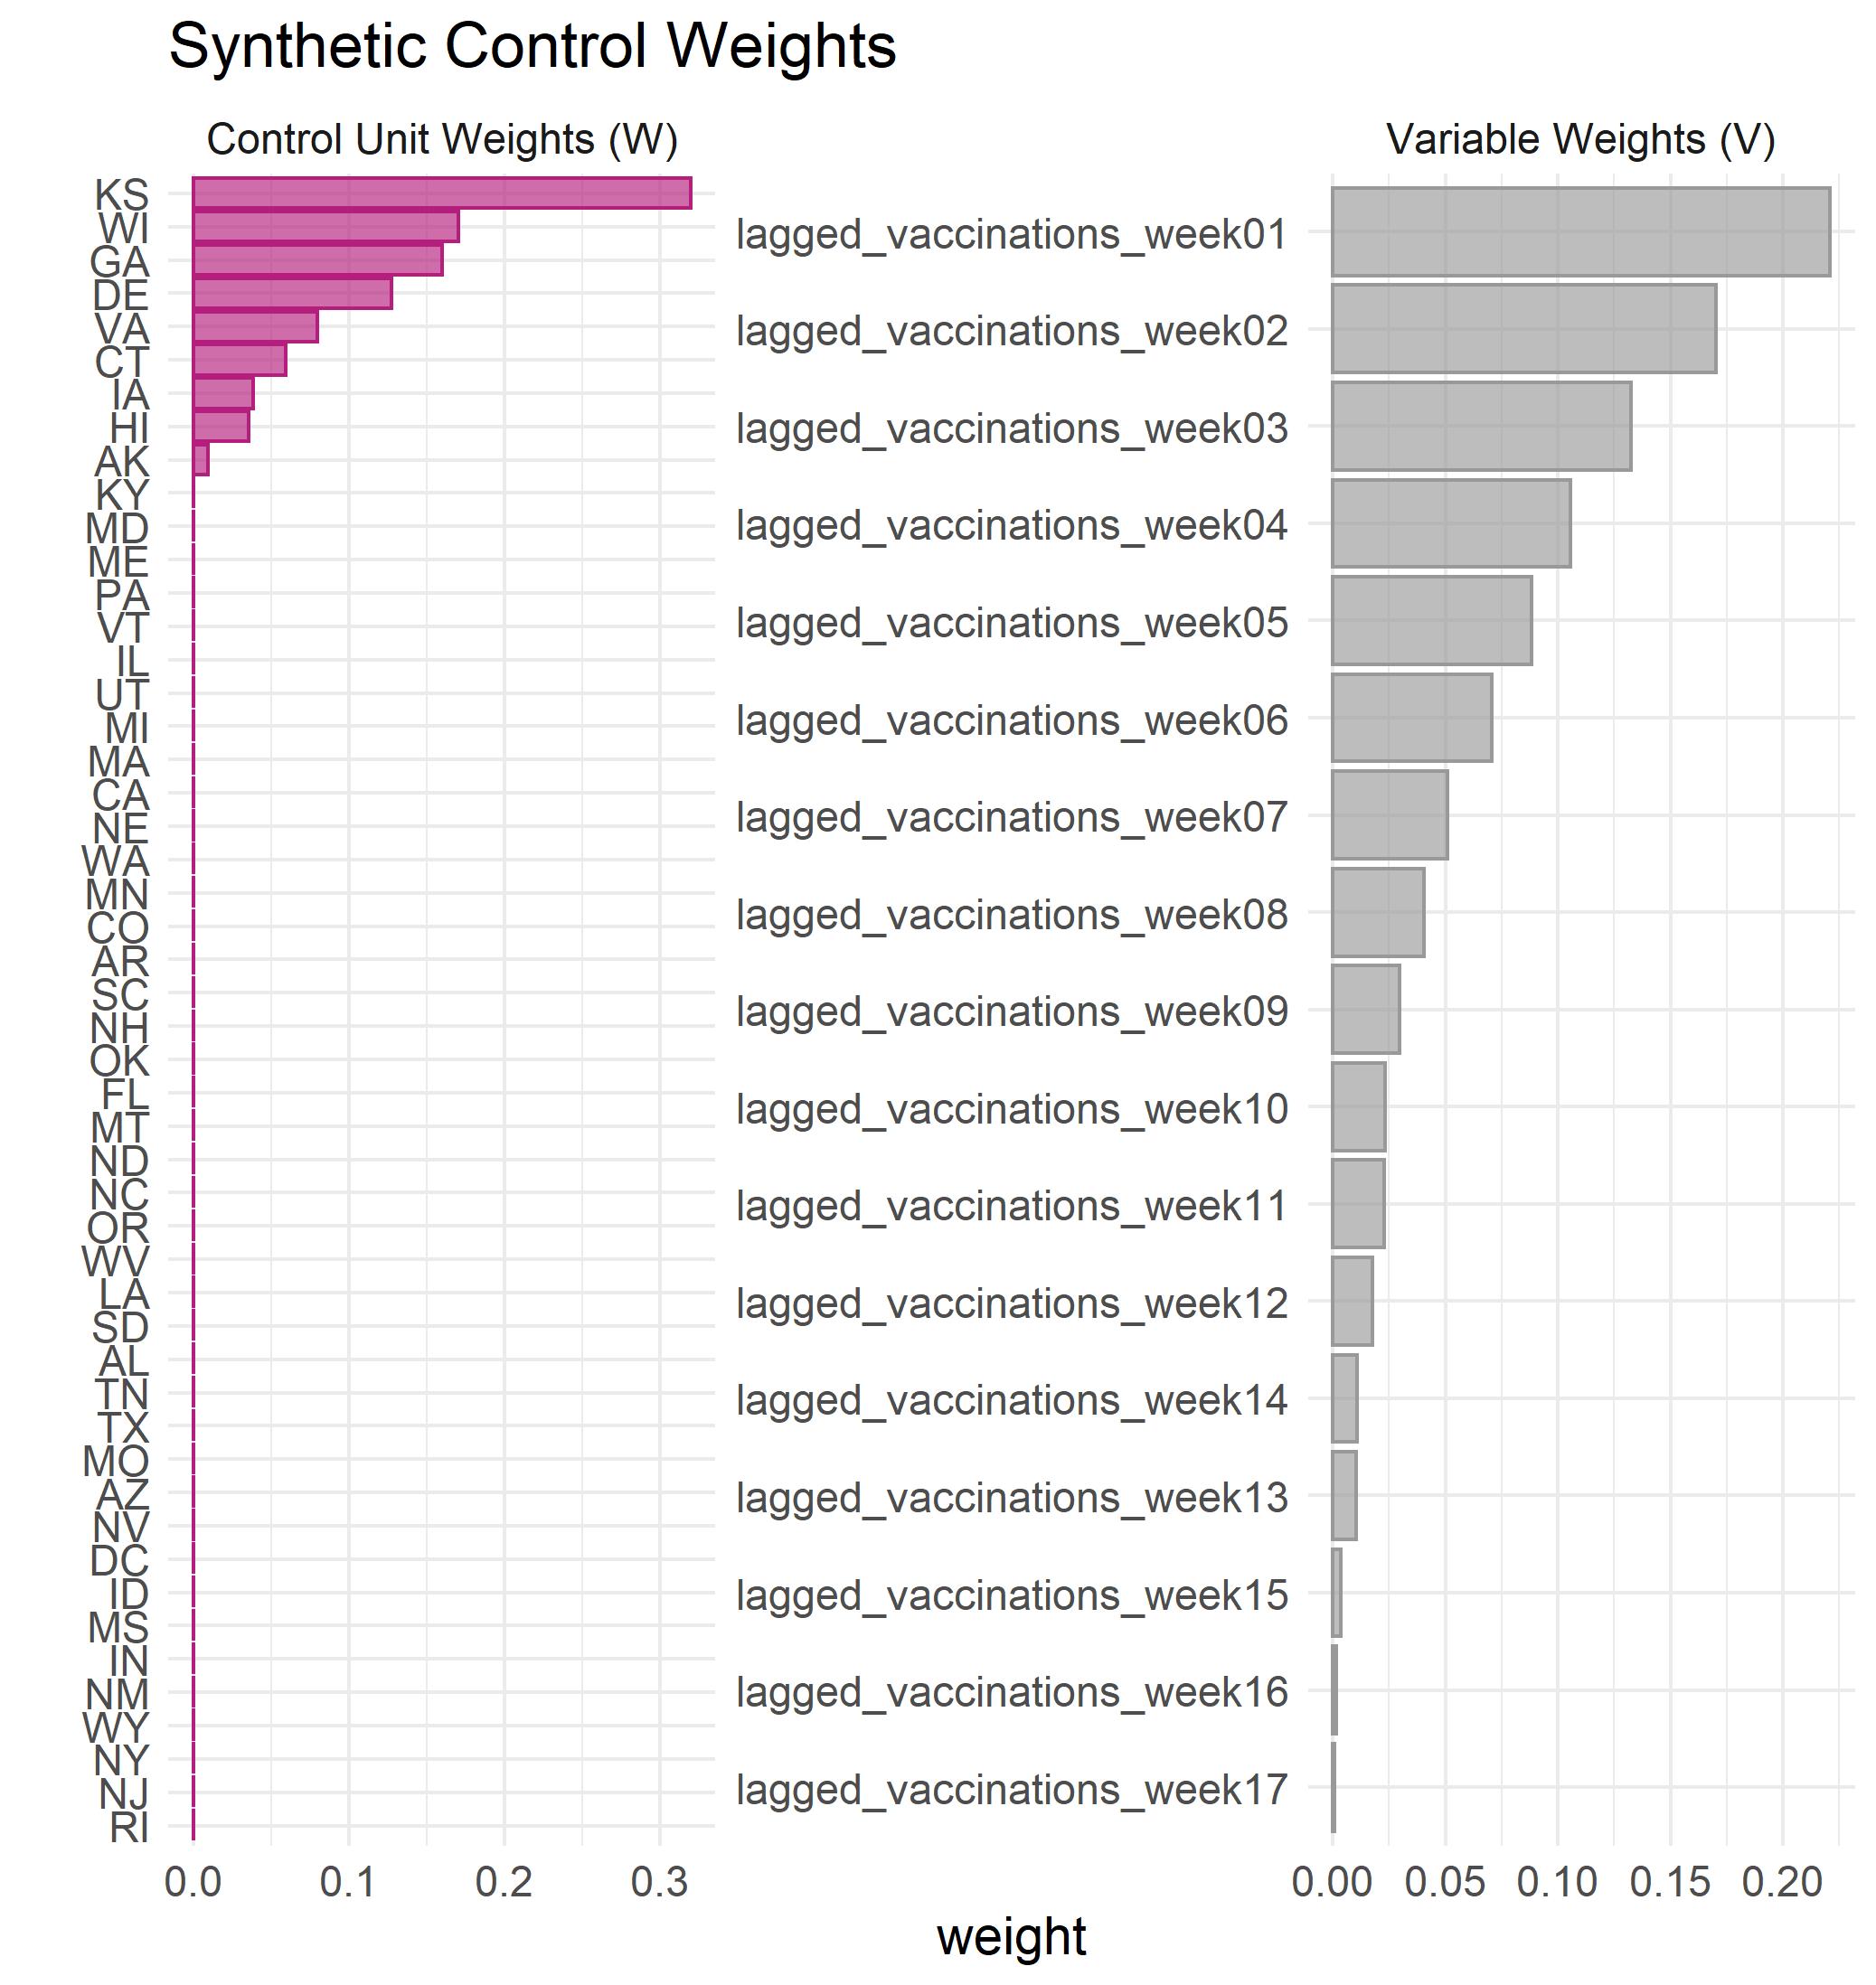 Synthetic Control Weights
Control Unit Weights (W)
KS
WI
GA
DE
VA
CT
IA
HI
AK
KY
MD
ME
PA
VT
IL
UT
MI
MA
CA
NE
WA
MN
CO
AR
SC
NH
OK
FL
MT
ND
NC
OR
WV
LA
SD
AL
TN
TX
MO
AZ
NV
DC
ID
MS
IN
NM
WY
NY
NJ
RI
0.0 0.1 0.2 0.3
Variable Weights (V)
lagged_vaccinations_week01
lagged_vaccinations_week02
lagged_vaccinations_week03
lagged_vaccinations_week04
lagged_vaccinations_week05
lagged_vaccinations_week06
lagged_vaccinations_week07
lagged_vaccinations_week08
lagged_vaccinations_week09
lagged_vaccinations_week10
lagged_vaccinations_week11
lagged_vaccinations_week12
lagged_vaccinations_week14
lagged_vaccinations_week13
lagged_vaccinations_week15
lagged_vaccinations_week16
lagged_vaccinations_week17
0.00 0.05 0.10 0.15 0.20
weight